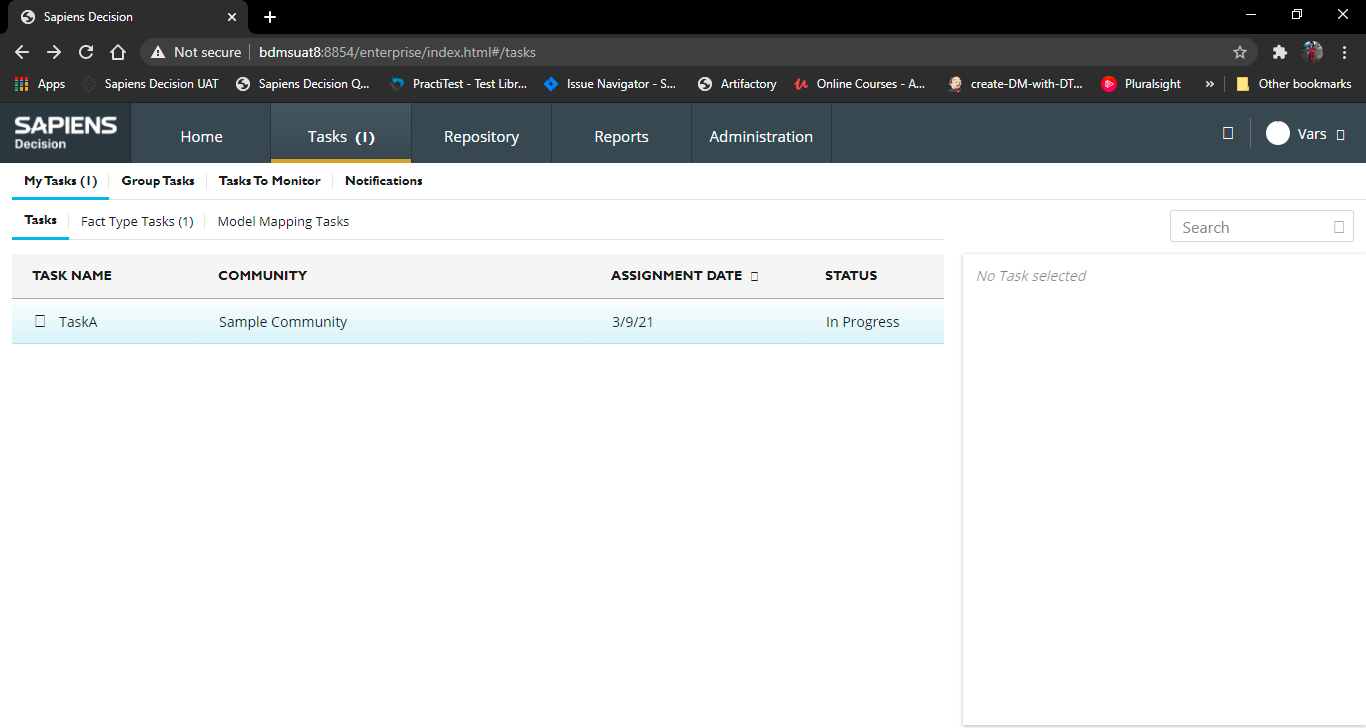 Sapiens Decision
Not secure bdmsuat8:8854/enterprise/index.html#/tasks
Apps Sapiens Decision UAT Sapiens Decision Q... PractiTest - Test Libr... Issue Navigator - S... Artifactory Online Courses - A... create-DM-with-DT... Pluralsight » Other bookmarks
SAPIENS
Decision
Home Tasks (1) Repository Reports Administration Vars
My Tasks (1) Group Tasks Tasks To Monitor Notifications
Tasks Fact Type Tasks (1) Model Mapping Tasks Search
TASK NAME COMMUNITY ASSIGNMENT DATE STATUS No Task selected
TaskA Sample Community 3/9/21 In Progress